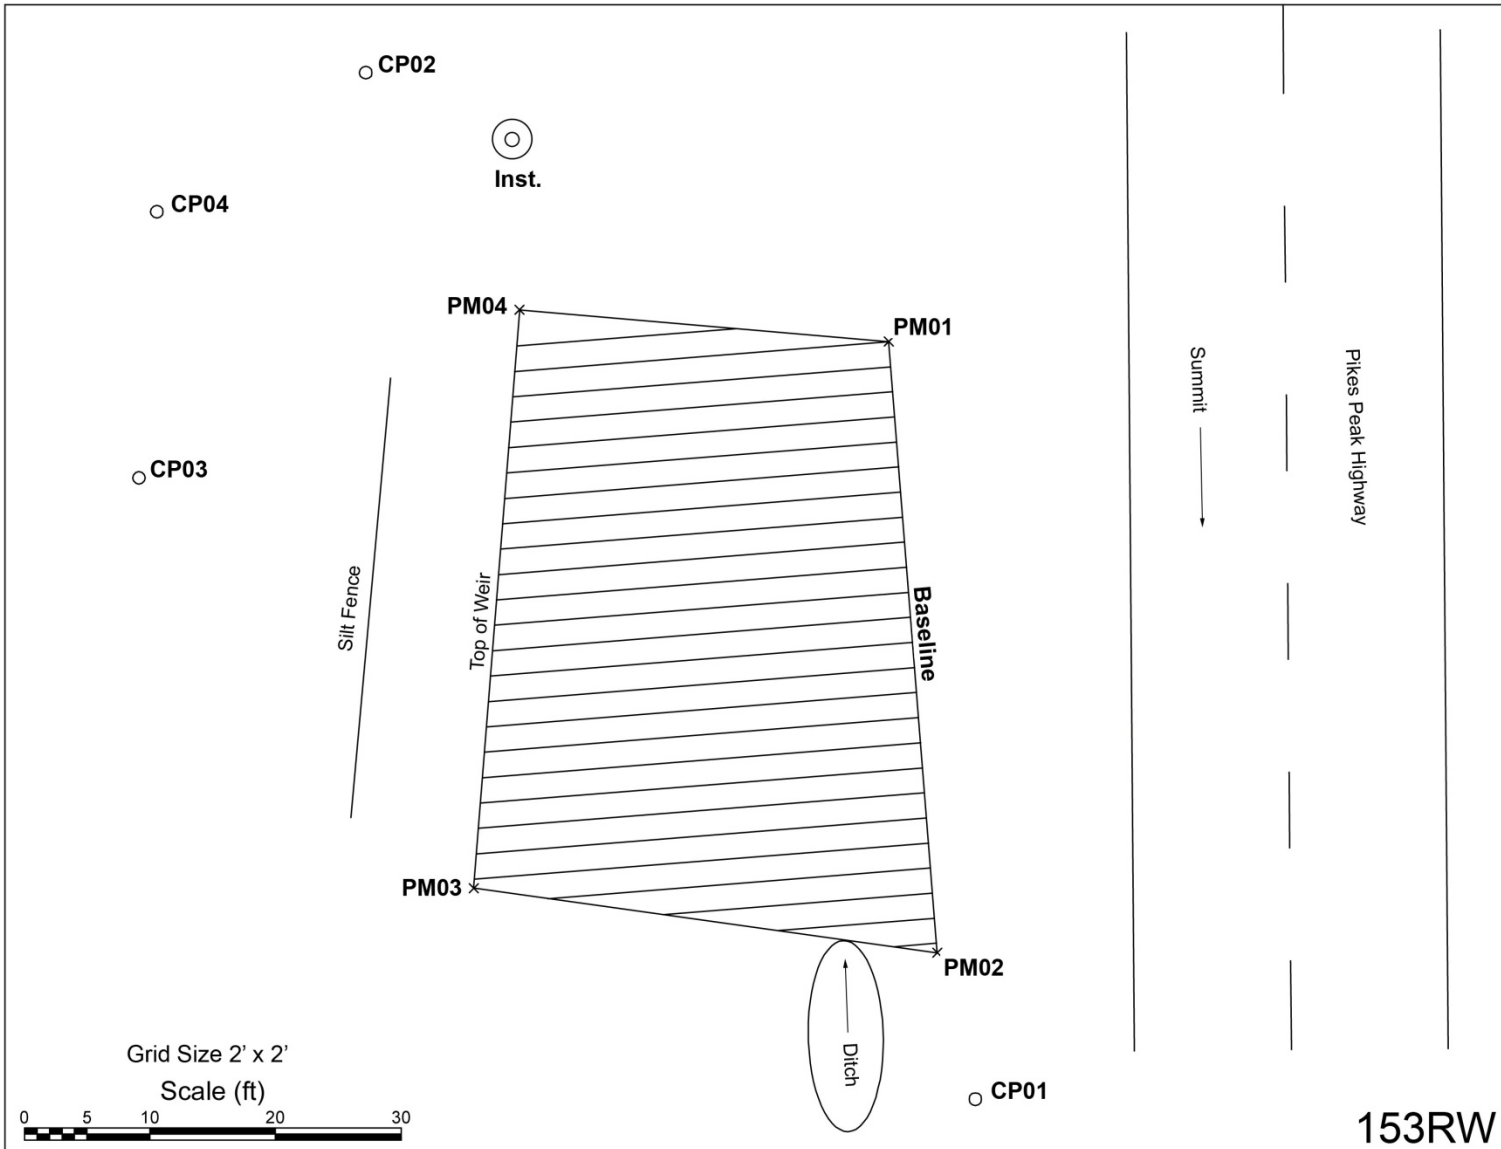 CP02
Inst.
CP04
PM04
PM01
Summit
Pikes Peak Highway
CP03
Silt Fence
Top of Weir
Baseline
PM03
PM02
Ditch
Grid Size 2’ x 2’
Scale (ft)
0 5 10 20 30
CP01
153RW